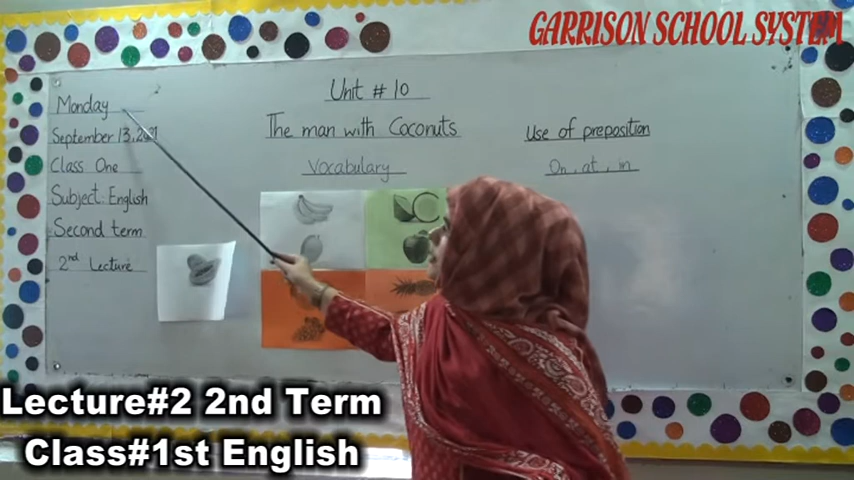 GARRISON SCHOOL SYSTEM
Monday
September 13, 2021
Class One
Subject: English
Second term
2nd Lecture
Unit # 10
The man with Coconuts
Vocabulary
Use of preposition
On, at, in
Lecture#2 2nd Term
Class#1st English